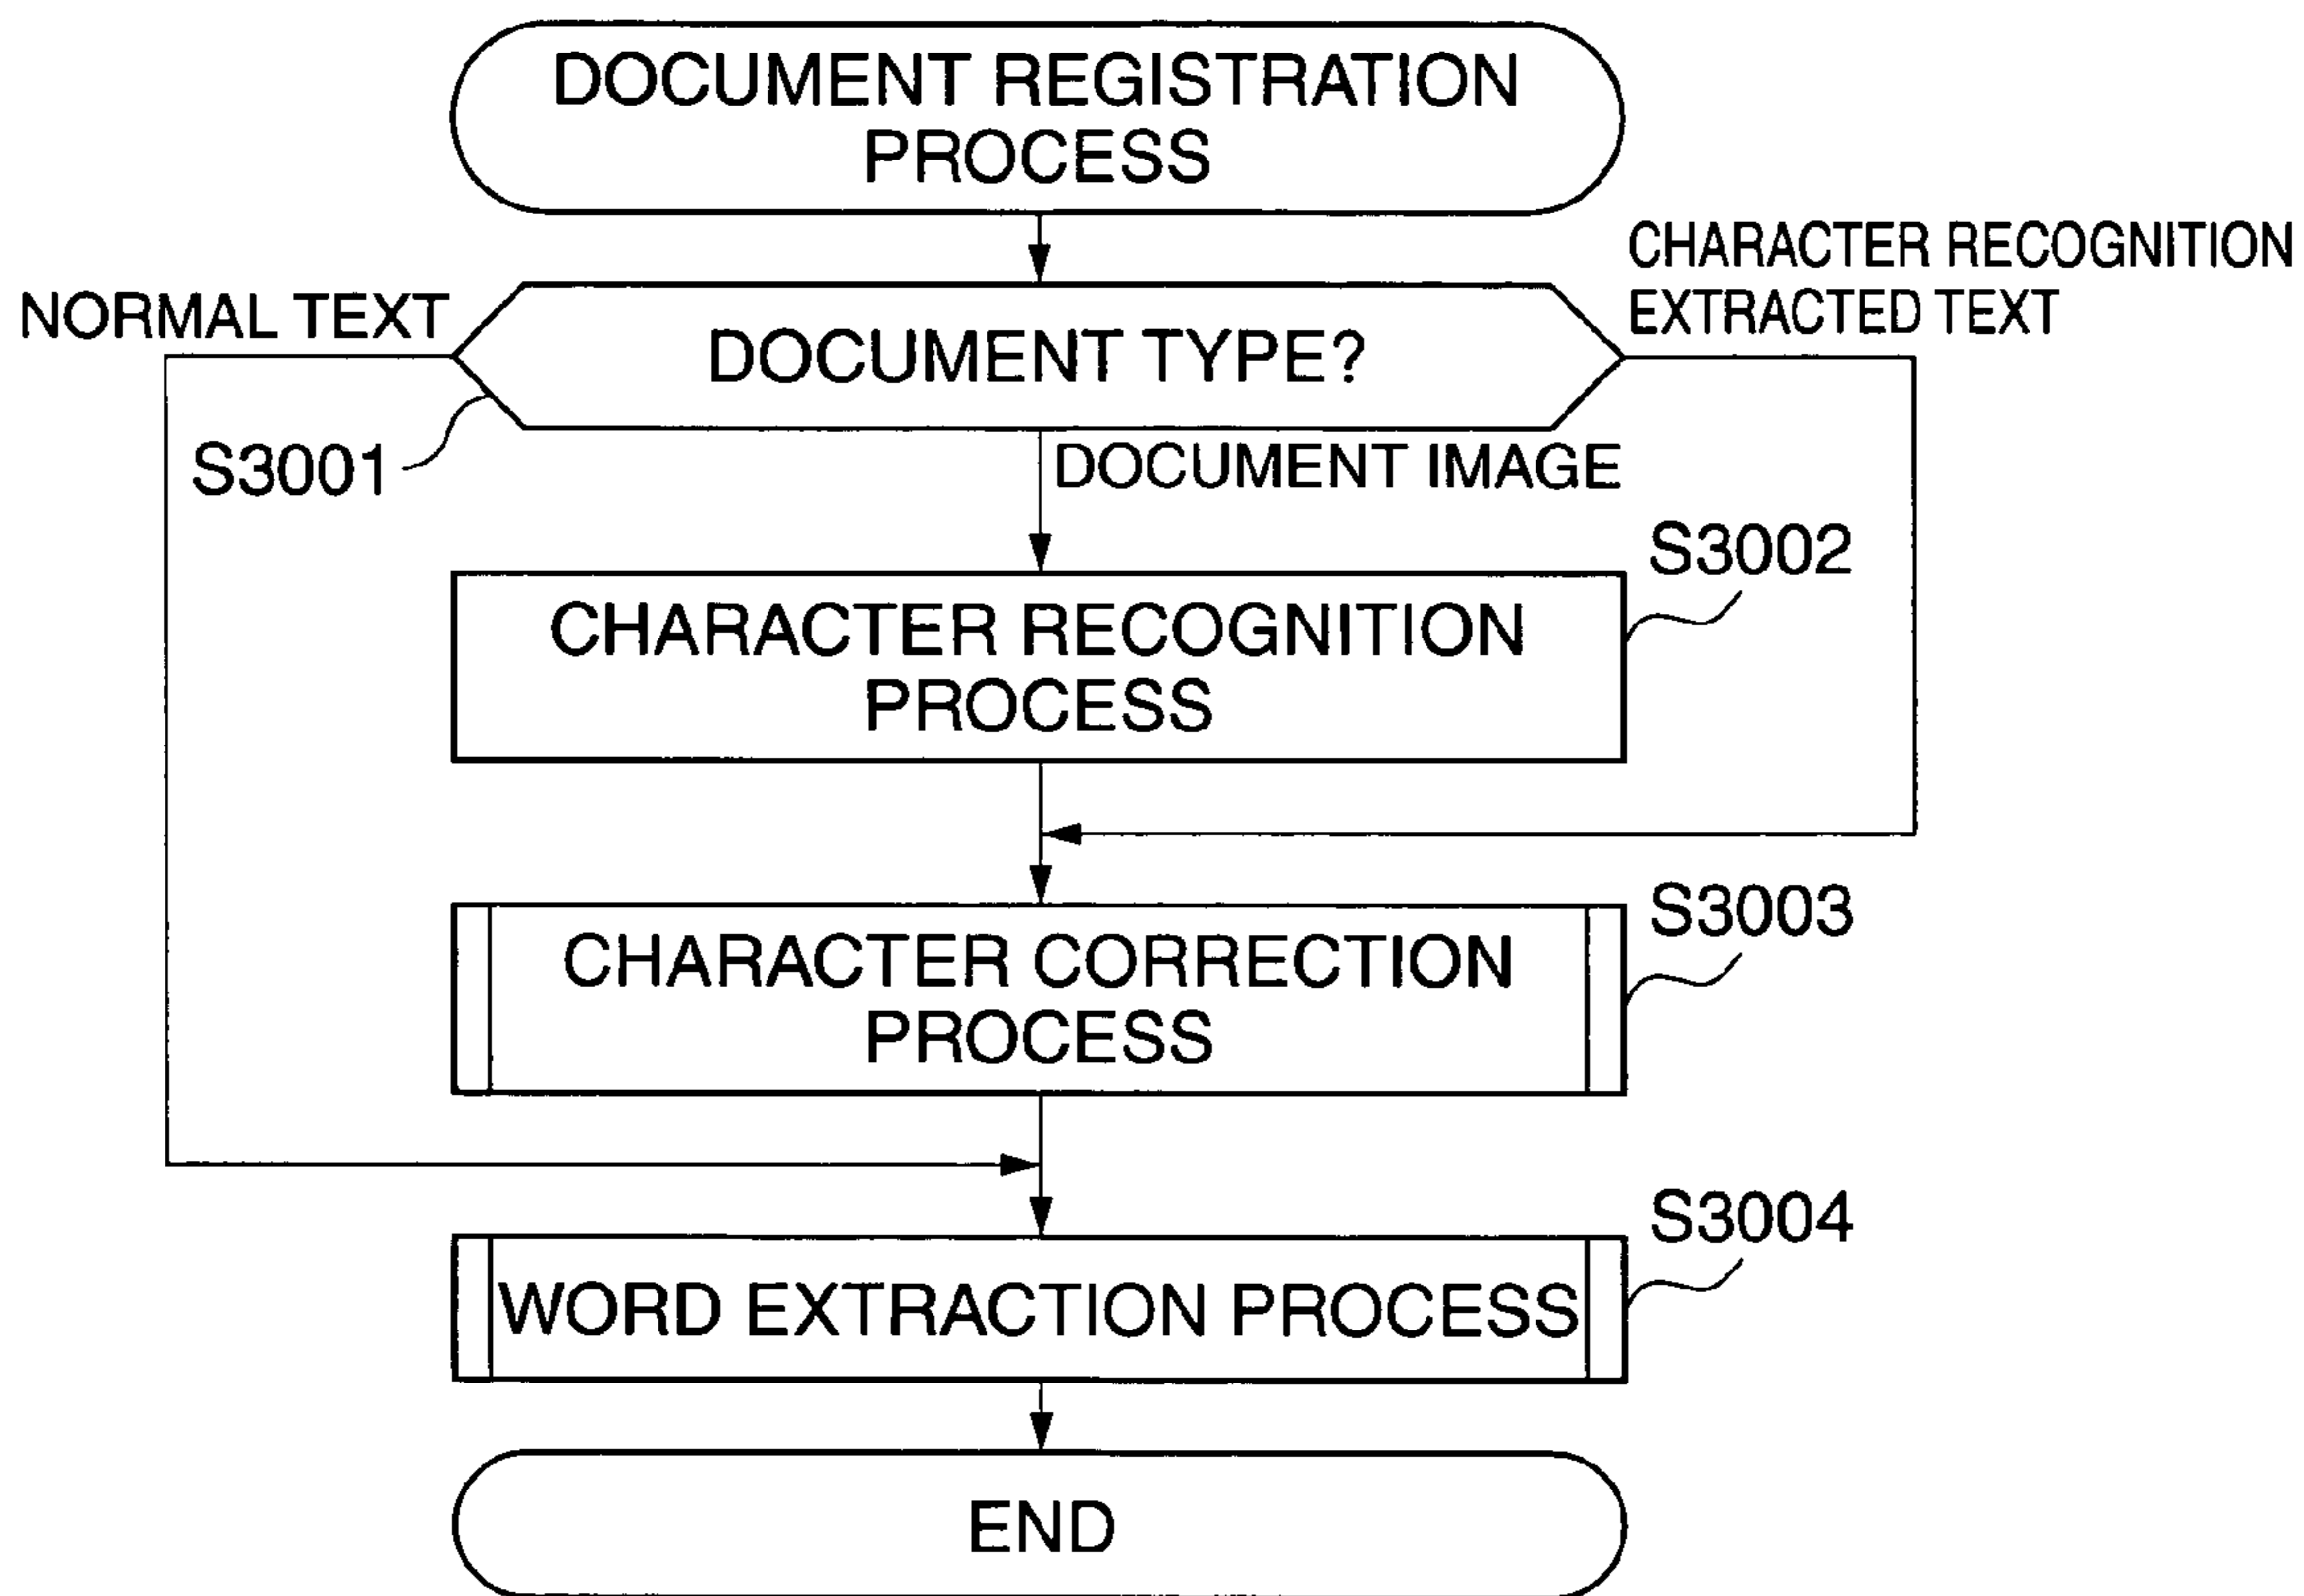 DOCUMENT REGISTRATION
PROCESS
CHARACTER RECOGNITION
EXTRACTED TEXT
NORMAL TEXT
DOCUMENT TYPE?
S3001
DOCUMENT IMAGE
S3002
CHARACTER RECOGNITION
PROCESS
S3003
CHARACTER CORRECTION
PROCESS
S3004
WORD EXTRACTION PROCESS
END